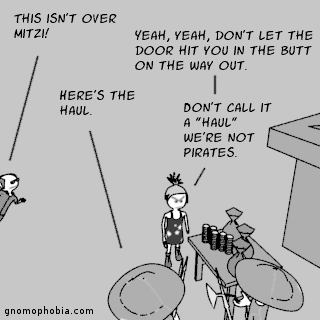 THIS ISN'T OVER
MITZI!
YEAH, YEAH, DON'T LET THE
DOOR HIT YOU IN THE BUTT
ON THE WAY OUT.
HERE'S THE
HAUL.
DON'T CALL IT
A "HAUL"
WE'RE NOT
PIRATES.
gnomophobia.com